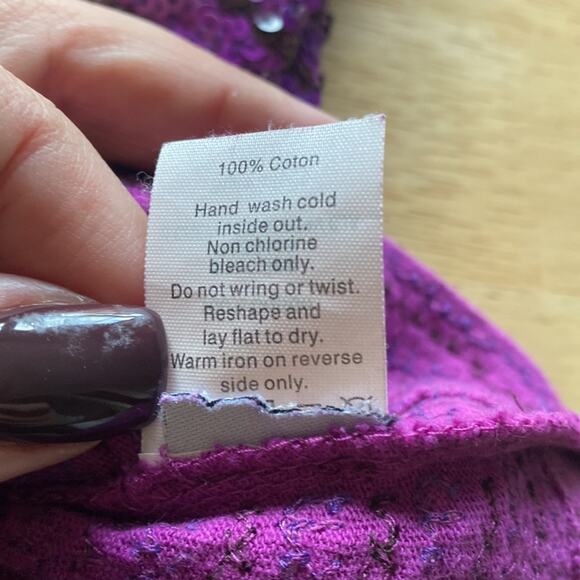 100% Coton
Hand wash cold
inside out.
Non chlorine
bleach only.
Do not wring or twist.
Reshape and
lay flat to dry.
Warm iron on reverse
side only.